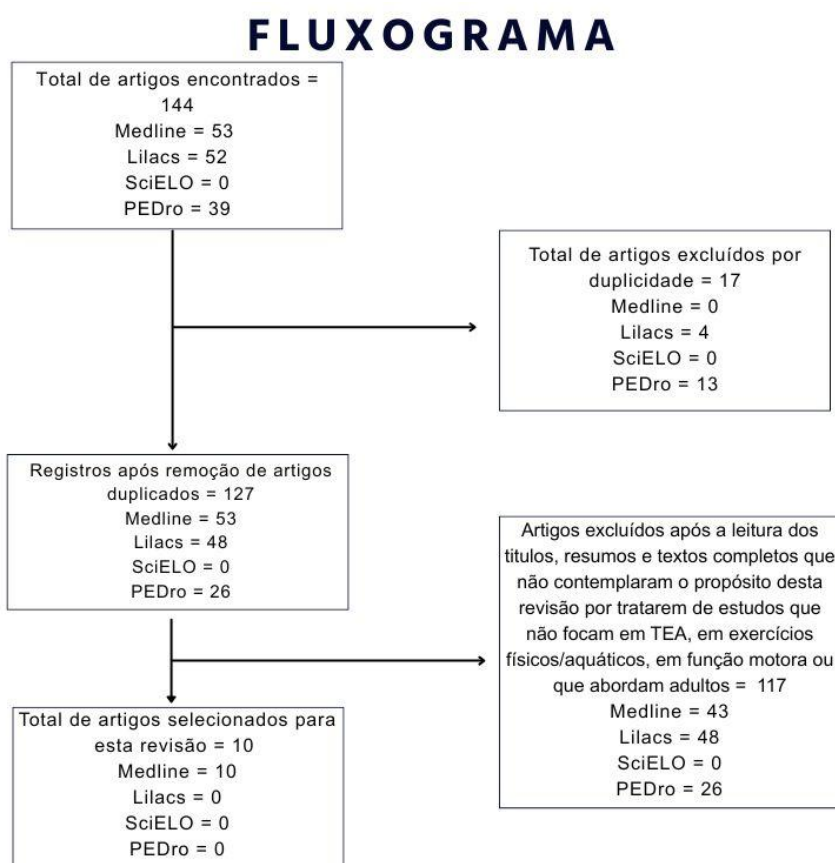 FLUXOGRAMA
Total de artigos encontrados =
144
Medline = 53
Lilacs = 52
SciELO = 0
PEDro = 39
Total de artigos excluídos por
duplicidade = 17
Medline = 0
Lilacs = 4
SciELO = 0
PEDro = 13
Registros após remoção de artigos
duplicados = 127
Medline = 53
Lilacs = 48
SciELO = 0
PEDro = 26
Artigos excluídos após a leitura dos
titulos, resumos e textos completos que
não contemplaram o propósito desta
revisão por tratarem de estudos que
não focam em TEA, em exercícios
físicos/aquáticos, em função motora ou
que abordam adultos = 117
Medline = 43
Lilacs = 48
SciELO = 0
PEDro = 26
Total de artigos selecionados para
esta revisão = 10
Medline = 10
Lilacs = 0
SciELO = 0
PEDro = 0